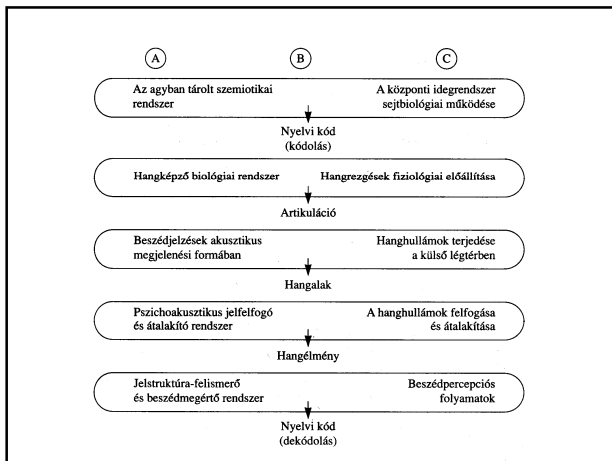 A B C
Az agyban tárolt szemiotikai
rendszer
A központi idegrendszer
sejtbiológiai működése
Nyelvi kód
(kódolás)
Hangképző biológiai rendszer
Hangrezgések fiziológiai előállítása
Artikuláció
Beszédjelzések akusztikus
megjelenési formában
Hanghullámok terjedése
a külső légtérben
Hangalak
Pszichoakusztikus jelfelfogó
és átalakító rendszer
A hanghullámok felfogása
és átalakítása
Hangélmény
Jelstruktúra-felismerő
és beszédmegértő rendszer
Beszédpercepciós
folyamatok
Nyelvi kód
(dekódolás)